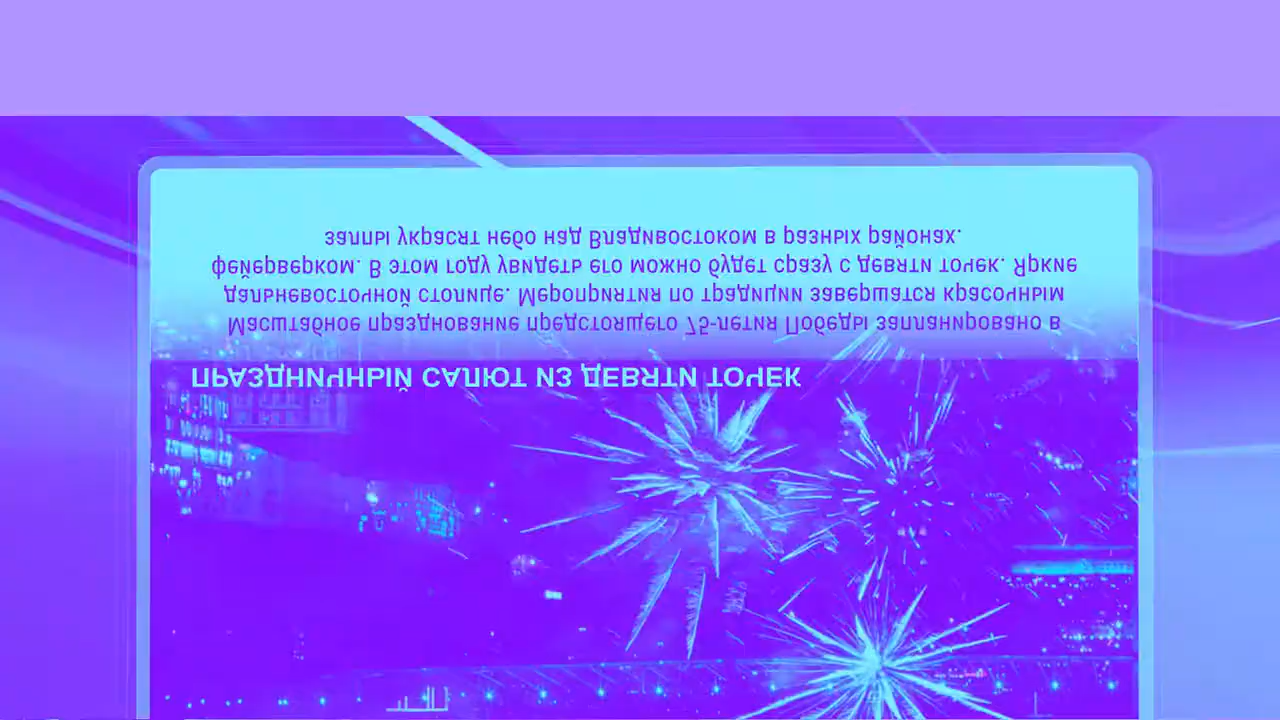 ПРАЗДНИЧНЫЙ САЛЮТ ИЗ ДЕВЯТИ ТОЧЕК
Масштабное празднование предстоящего 75-летия Победы запланировано в
дальневосточной столице. Мероприятия по традиции завершатся красочным
фейерверком. В этом году увидеть его можно будет сразу с девяти точек. Яркие
залпы украсят небо над Владивостоком в разных районах.